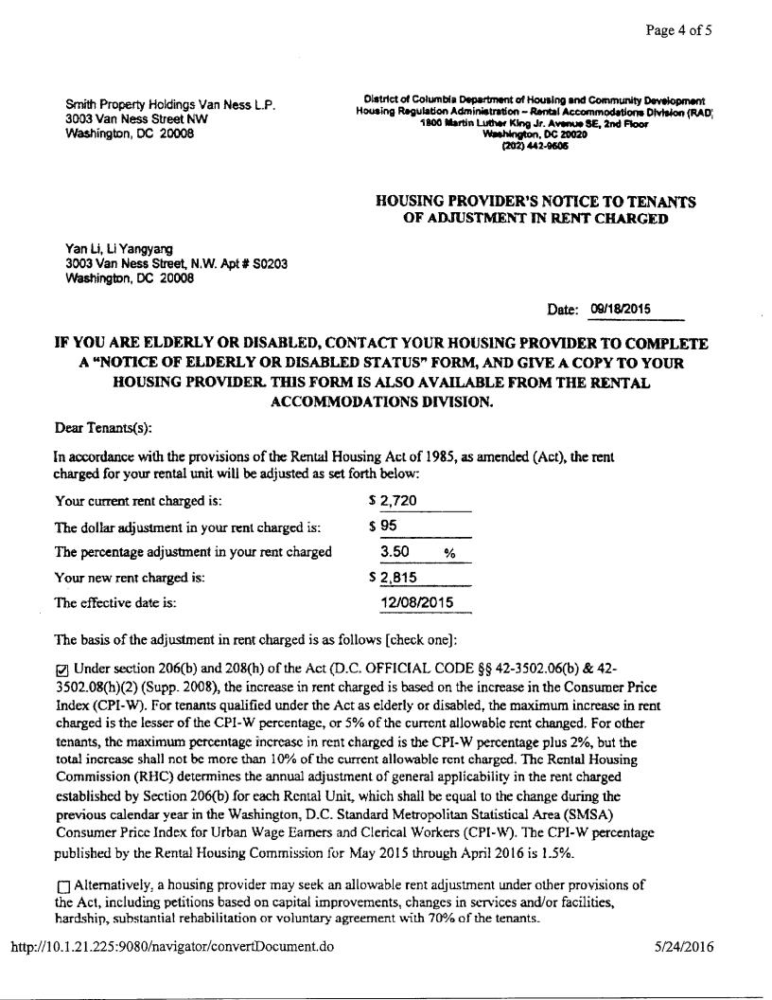 Page 4 of 5
Smith Property Holdings Van Ness L.P.
3003 Van Ness Street NW
Washington, DC 20008
District of Columbia Department of Housing and Community Development
Housing Regulation Administration – Rental Accommodations Division (RAD)
1800 Martin Luther King Jr. Avenue SE, 2nd Floor
Washington, DC 20020
(202) 442-9505
HOUSING PROVIDER'S NOTICE TO TENANTS
OF ADJUSTMENT IN RENT CHARGED
Yan Li, Li Yangyang
3003 Van Ness Street, N.W. Apt # S0203
Washington, DC 20008
Date: 09/18/2015
IF YOU ARE ELDERLY OR DISABLED, CONTACT YOUR HOUSING PROVIDER TO COMPLETE
A "NOTICE OF ELDERLY OR DISABLED STATUS" FORM, AND GIVE A COPY TO YOUR
HOUSING PROVIDER. THIS FORM IS ALSO AVAILABLE FROM THE RENTAL
ACCOMMODATIONS DIVISION.
Dear Tenants(s):
In accordance with the provisions of the Rental Housing Act of 1985, as amended (Act), the rent
charged for your rental unit will be adjusted as set forth below:
Your current rent charged is: $ 2,720
The dollar adjustment in your rent charged is: $ 95
The percentage adjustment in your rent charged 3.50 %
Your new rent charged is: $ 2,815
The effective date is: 12/08/2015
The basis of the adjustment in rent charged is as follows [check one]:
☑ Under section 206(b) and 208(h) of the Act (D.C. OFFICIAL CODE §§ 42-3502.06(b) & 42-
3502.08(h)(2) (Supp. 2008), the increase in rent charged is based on the increase in the Consumer Price
Index (CPI-W). For tenants qualified under the Act as elderly or disabled, the maximum increase in rent
charged is the lesser of the CPI-W percentage, or 5% of the current allowable rent changed. For other
tenants, the maximum percentage increase in rent charged is the CPI-W percentage plus 2%, but the
total increase shall not be more than 10% of the current allowable rent charged. The Rental Housing
Commission (RHC) determines the annual adjustment of general applicability in the rent charged
established by Section 206(b) for each Rental Unit, which shall be equal to the change during the
previous calendar year in the Washington, D.C. Standard Metropolitan Statistical Area (SMSA)
Consumer Price Index for Urban Wage Earners and Clerical Workers (CPI-W). The CPI-W percentage
published by the Rental Housing Commission for May 2015 through April 2016 is 1.5%.
☐ Alternatively, a housing provider may seek an allowable rent adjustment under other provisions of
the Act, including petitions based on capital improvements, changes in services and/or facilities,
hardship, substantial rehabilitation or voluntary agreement with 70% of the tenants.
http://10.1.21.225:9080/navigator/convertDocument.do 5/24/2016